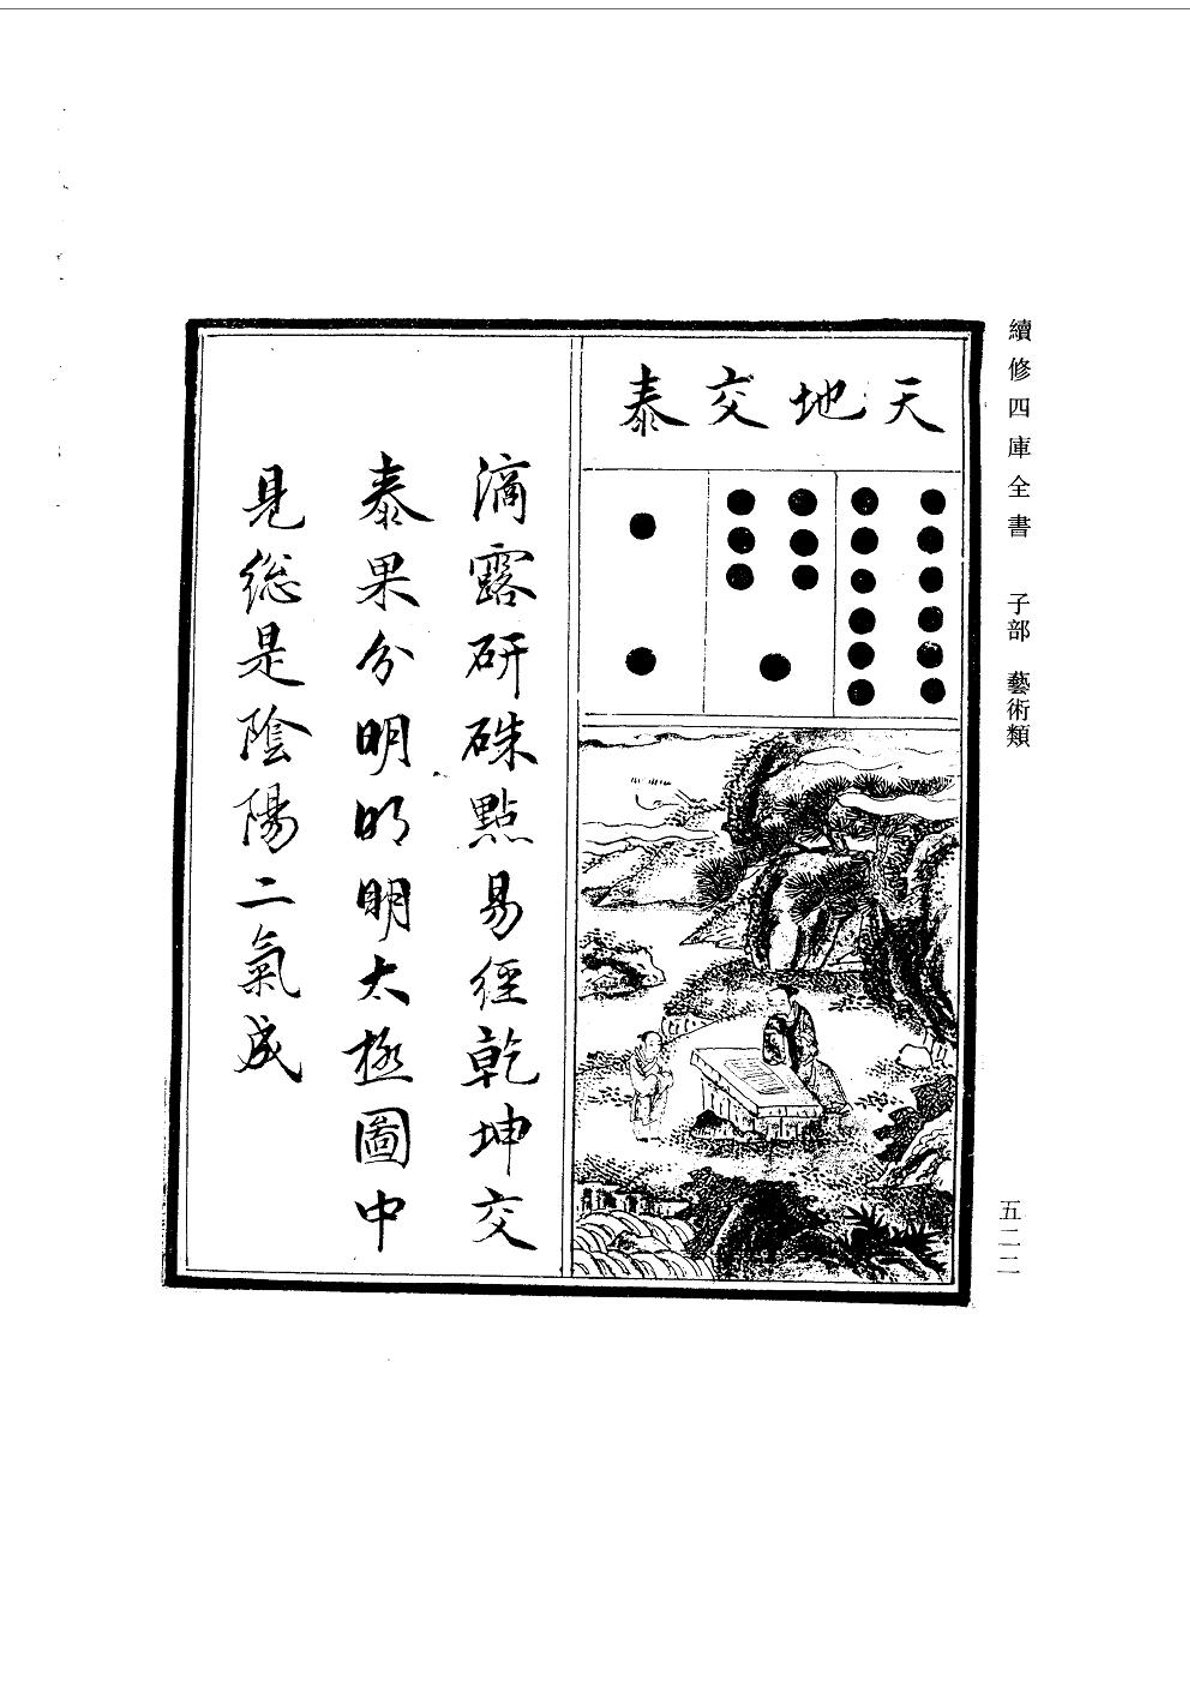 續修四庫全書 子部 藝術類
五二二
天地交泰
滴露研硃點易經乾坤交
泰果分明明明太極圖中
見総是陰陽二氣成